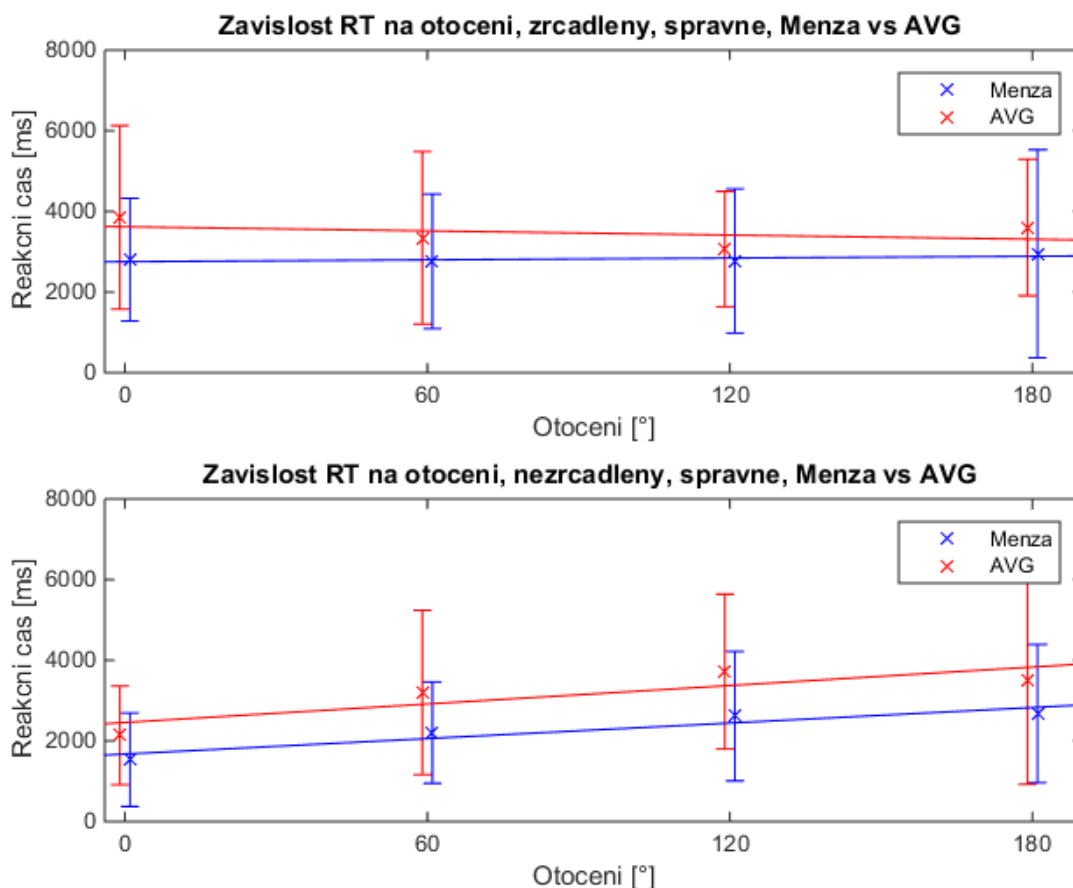 Zavislost RT na otoceni, zrcadleny, spravne, Menza vs AVG
8000
6000
4000
2000
0
Reakcni cas [ms]
Menza
AVG
0 60 120 180
Otoceni [°]
Zavislost RT na otoceni, nezrcadleny, spravne, Menza vs AVG
8000
6000
4000
2000
0
Reakcni cas [ms]
Menza
AVG
0 60 120 180
Otoceni [°]